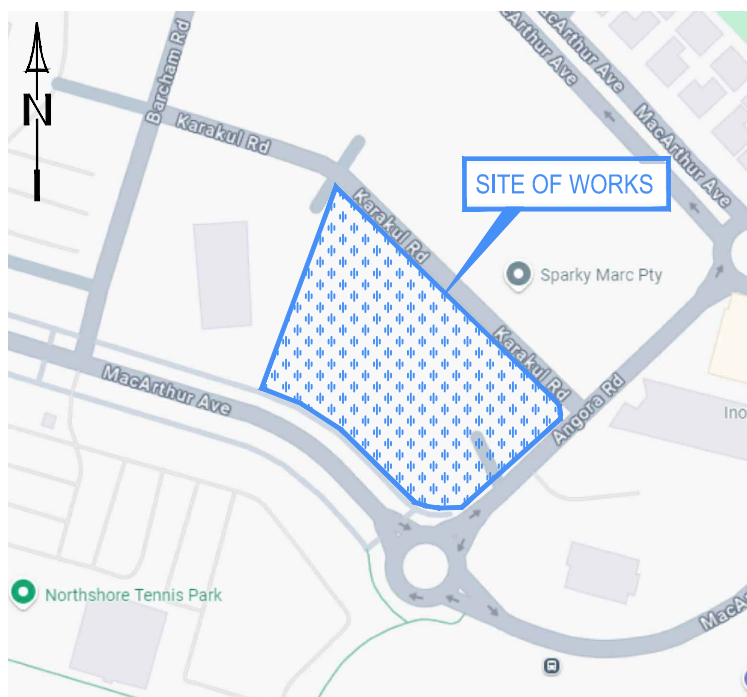 MacArthur Ave
MacArthur Ave
MacArthur Ave
Barcham Rd
N
Karakul Rd
SITE OF WORKS
Karakul Rd
Sparky Marc Pty
Karakul Rd
MacArthur Ave
Angora Rd
Ino
Northshore Tennis Park
MacA